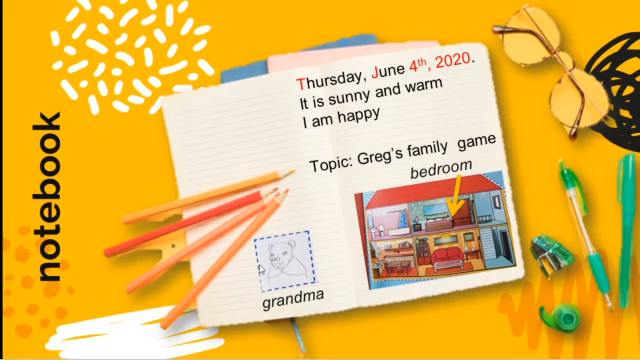 notebook
Thursday, June 4th, 2020.
It is sunny and warm
I am happy
Topic: Greg's family game
bedroom
grandma